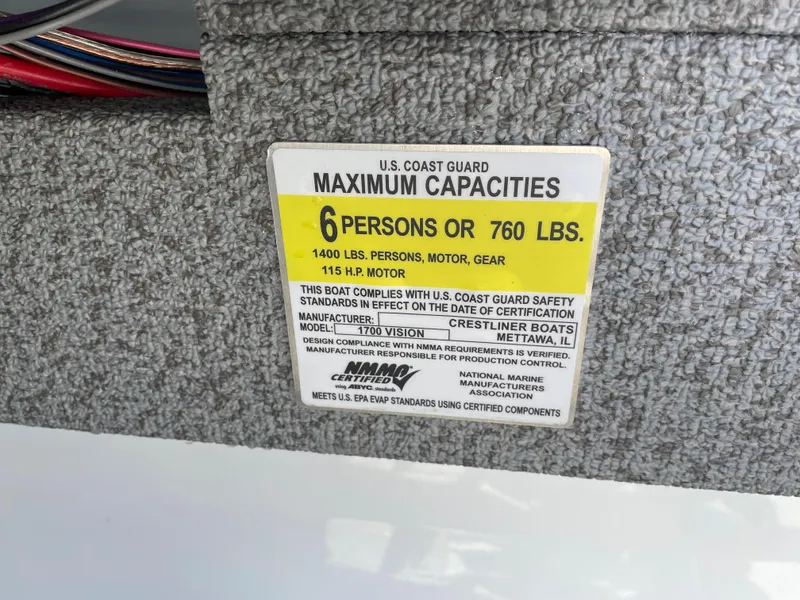 U.S. COAST GUARD
MAXIMUM CAPACITIES
6 PERSONS OR 760 LBS.
1400 LBS. PERSONS, MOTOR, GEAR
115 H.P. MOTOR
THIS BOAT COMPLIES WITH U.S. COAST GUARD SAFETY
STANDARDS IN EFFECT ON THE DATE OF CERTIFICATION
MANUFACTURER: CRESTLINER BOATS
MODEL: 1700 VISION METTAWA, IL
DESIGN COMPLIANCE WITH NMMA REQUIREMENTS IS VERIFIED.
MANUFACTURER RESPONSIBLE FOR PRODUCTION CONTROL.
NMMA
CERTIFIED
using ABYC standards
NATIONAL MARINE
MANUFACTURERS
ASSOCIATION
MEETS U.S. EPA EVAP STANDARDS USING CERTIFIED COMPONENTS